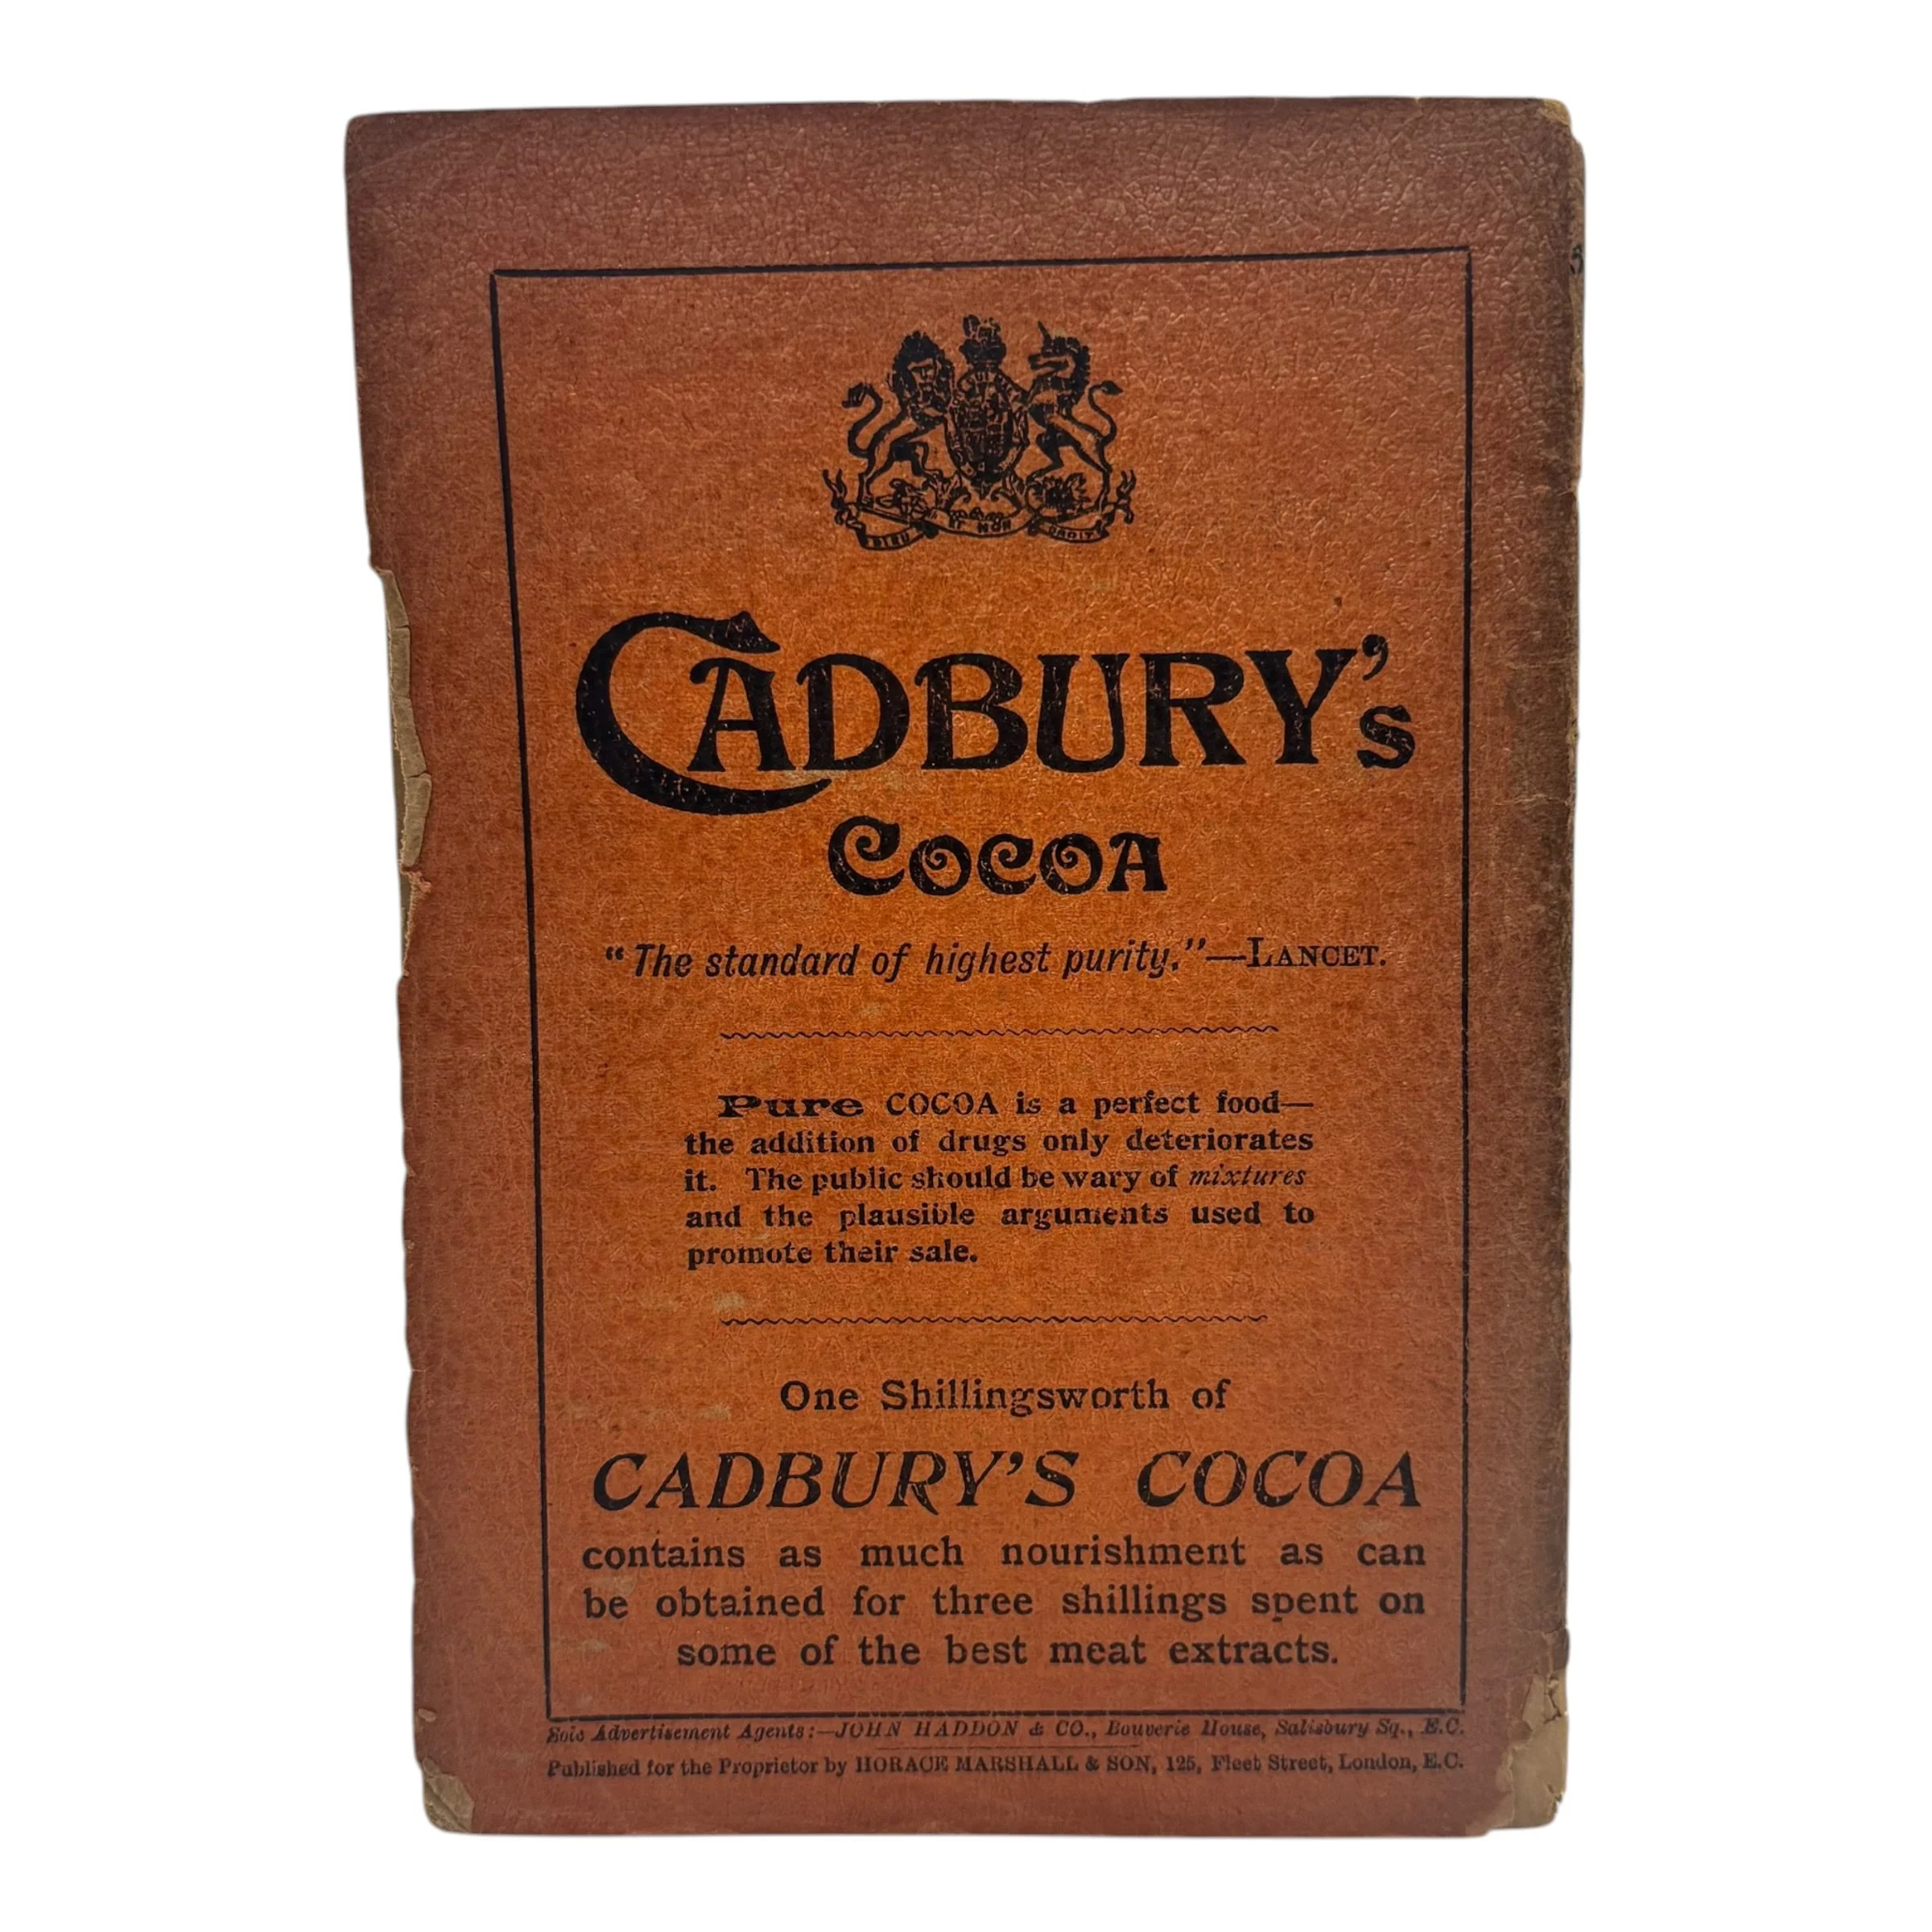 DIEU ET MON DROIT
CADBURY's
COCOA
"The standard of highest purity."—LANCET.
Pure COCOA is a perfect food—
the addition of drugs only deteriorates
it. The public should be wary of mixtures
and the plausible arguments used to
promote their sale.
One Shillingsworth of
CADBURY'S COCOA
contains as much nourishment as can
be obtained for three shillings spent on
some of the best meat extracts.
Sole Advertisement Agents:—JOHN HADDON & CO., Bouverie House, Salisbury Sq., E.C.
Published for the Proprietor by HORACE MARSHALL & SON, 125, Fleet Street, London, E.C.